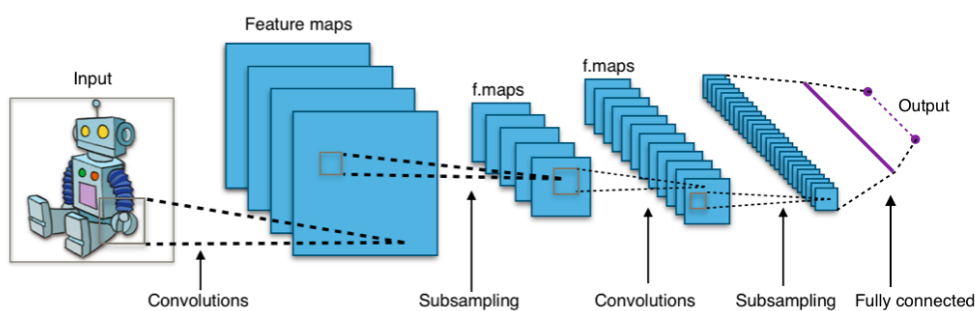 Feature maps
Input
f.maps
f.maps
Output
Convolutions
Subsampling
Convolutions
Subsampling
Fully connected